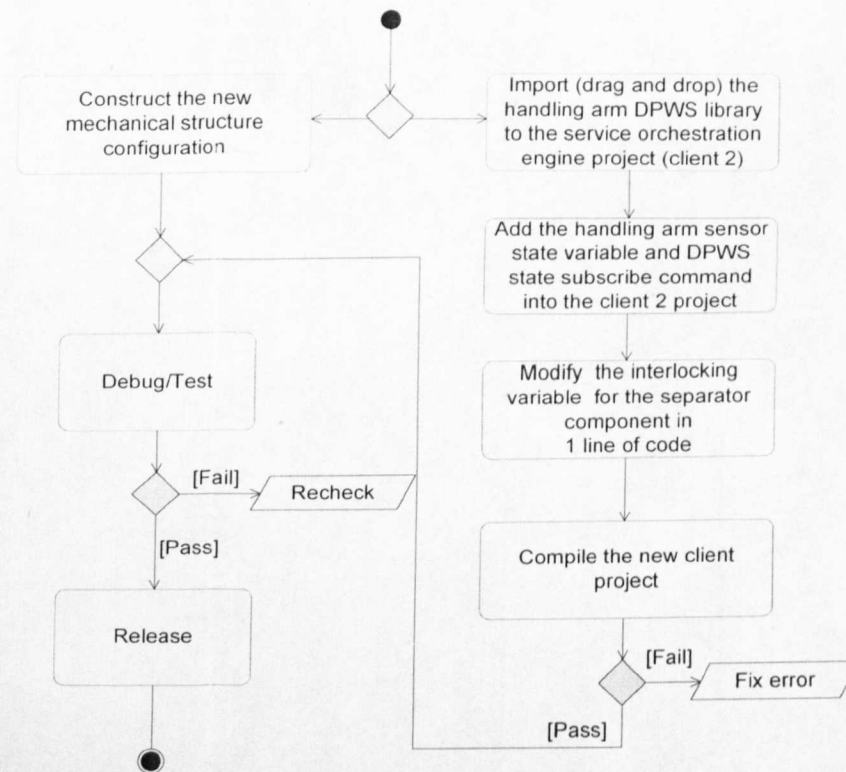 Construct the new
mechanical structure
configuration
Import (drag and drop) the
handling arm DPWS library
to the service orchestration
engine project (client 2)
Add the handling arm sensor
state variable and DPWS
state subscribe command
into the client 2 project
Debug/Test
Modify the interlocking
variable for the separator
component in
1 line of code
[Fail]
Recheck
[Pass]
Compile the new client
project
Release
[Fail]
Fix error
[Pass]